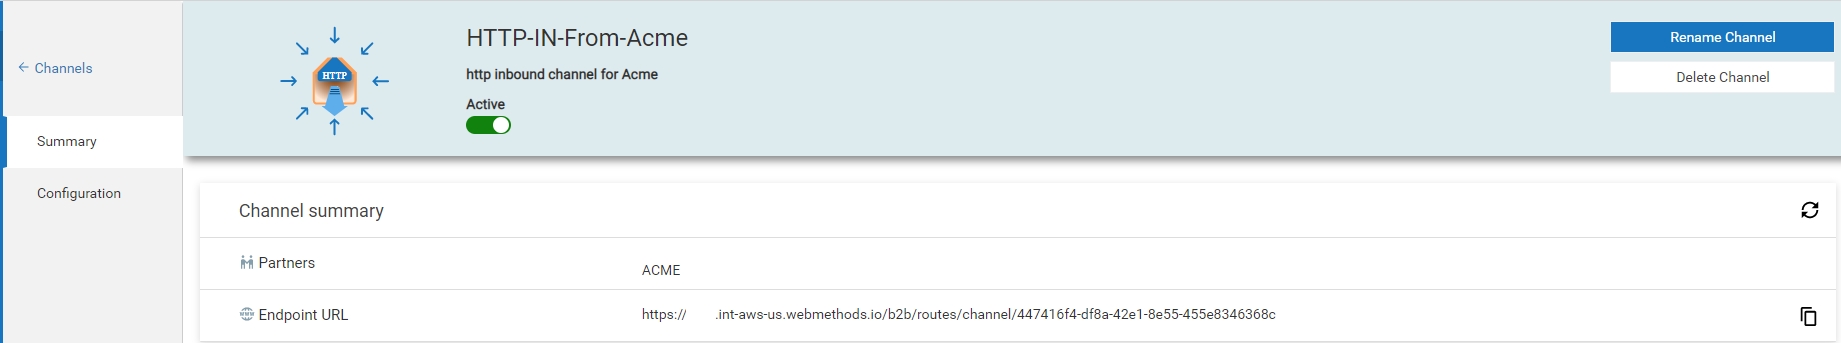 Channels
Summary
Configuration
HTTP
HTTP-IN-From-Acme
http inbound channel for Acme
Active
Rename Channel
Delete Channel
Channel summary
Partners
ACME
Endpoint URL
https:// .int-aws-us.webmethods.io/b2b/routes/channel/447416f4-df8a-42e1-8e55-455e8346368c